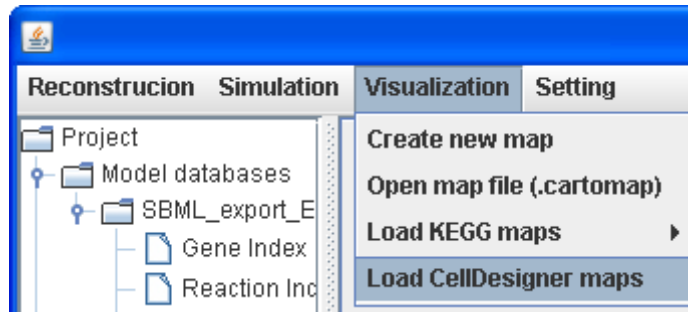 Reconstrucion Simulation Visualization Setting
Project
Model databases
SBML_export_E
Gene Index
Reaction Inc
Create new map
Open map file (.cartomap)
Load KEGG maps
Load CellDesigner maps